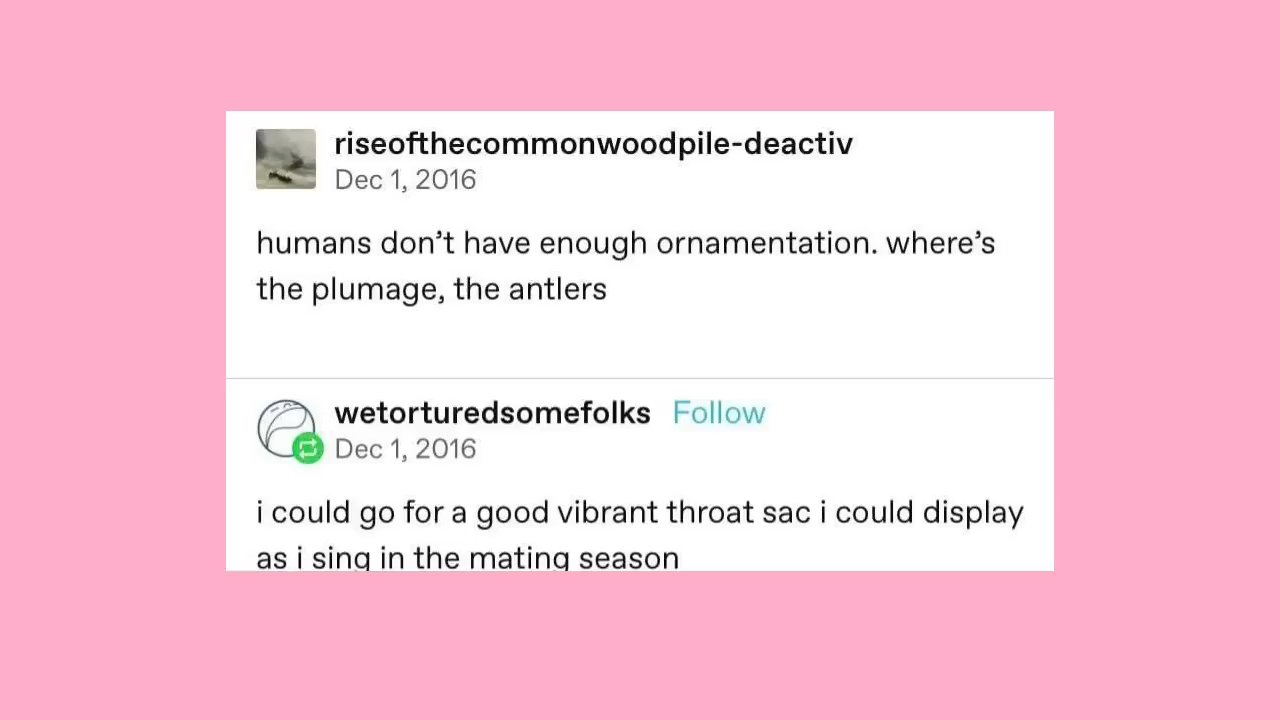 riseofthecommonwoodpile-deactiv
Dec 1, 2016
humans don’t have enough ornamentation. where’s
the plumage, the antlers
wetorturedsomefolks Follow
Dec 1, 2016
i could go for a good vibrant throat sac i could display
as i sing in the mating season